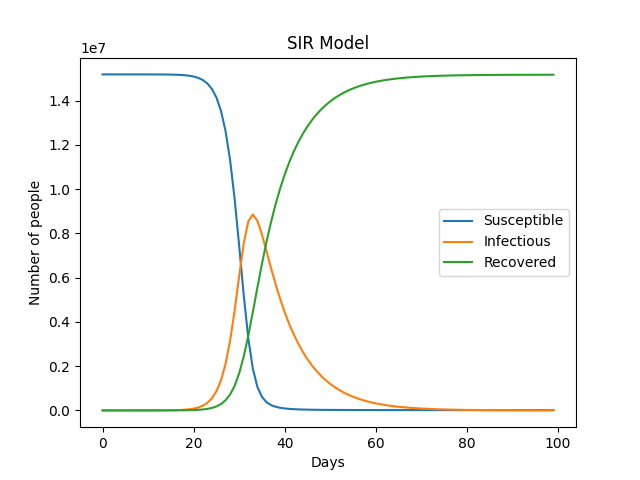 SIR Model
1e7
1.4
1.2
1.0
0.8
0.6
0.4
0.2
0.0
Number of people
Susceptible
Infectious
Recovered
0 20 40 60 80 100
Days